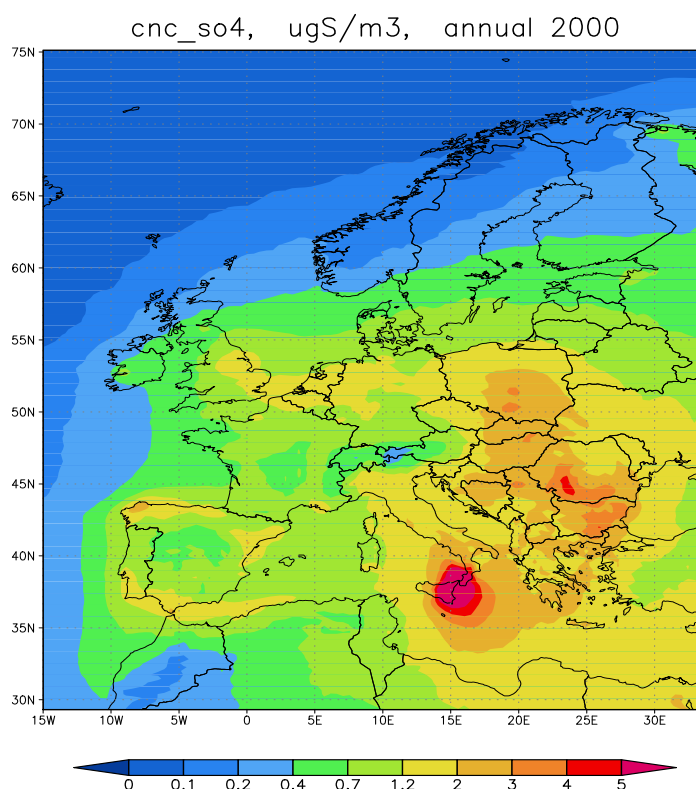 cnc_so4, ugS/m3, annual 2000
75N
70N
65N
60N
55N
50N
45N
40N
35N
30N
15W 10W 5W 0 5E 10E 15E 20E 25E 30E
0 0.1 0.2 0.4 0.7 1.2 2 3 4 5